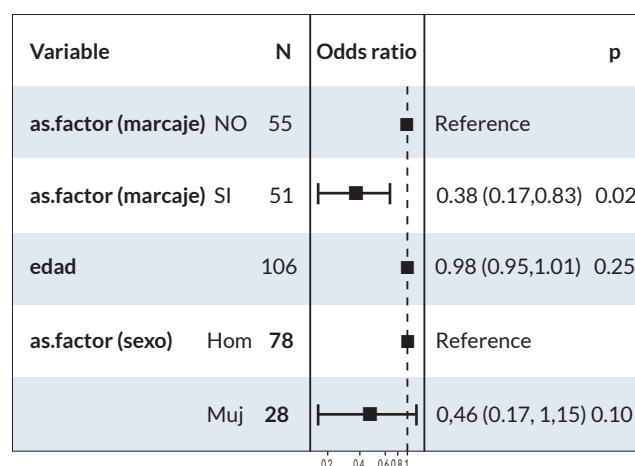 Variable N Odds ratio p
as.factor (marcaje) NO 55 Reference
as.factor (marcaje) SI 51 0.38 (0.17,0.83) 0.02
edad 106 0.98 (0.95,1.01) 0.25
as.factor (sexo) Hom 78 Reference
Muj 28 0,46 (0.17, 1,15) 0.10